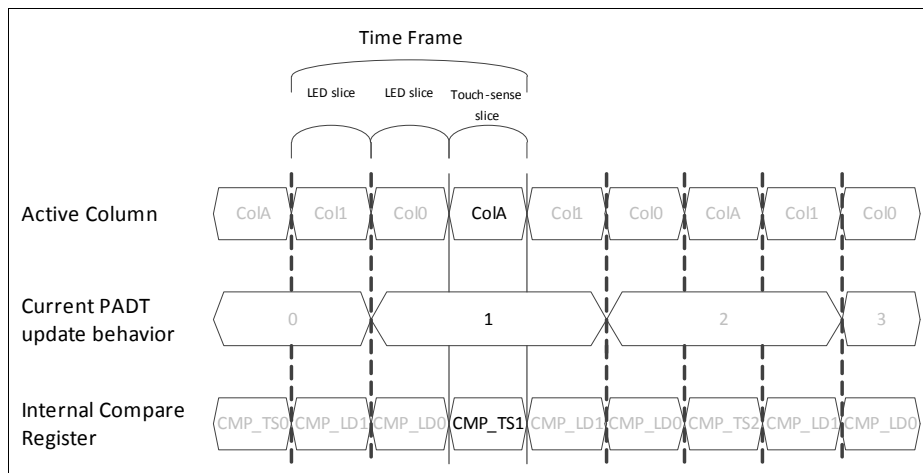 Time Frame
LED slice LED slice Touch-sense
slice
Active Column ColA Col1 Col0 ColA Col1 Col0 ColA Col1 Col0
Current PADT
update behavior 0 1 2 3
Internal Compare
Register CMP_TS0 CMP_LD1 CMP_LD0 CMP_TS1 CMP_LD1 CMP_LD0 CMP_TS2 CMP_LD1 CMP_LD0